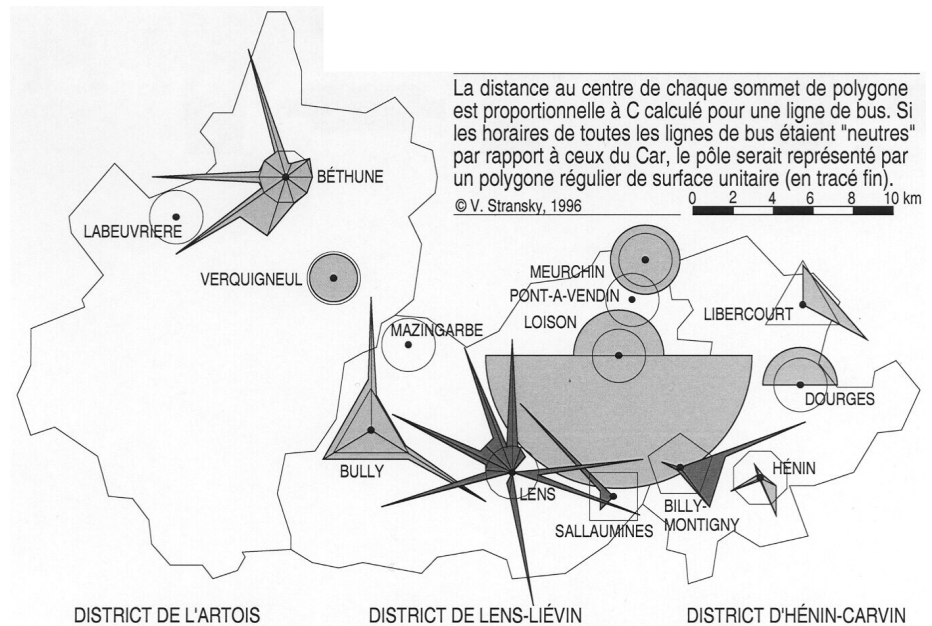 La distance au centre de chaque sommet de polygone
est proportionnelle à C calculé pour une ligne de bus. Si
les horaires de toutes les lignes de bus étaient "neutres"
par rapport à ceux du Car, le pôle serait représenté par
un polygone régulier de surface unitaire (en tracé fin).
© V. Stransky, 1996
0 2 4 6 8 10 km
BÉTHUNE
LABEUVRIERE
VERQUIGNEUL
MEURCHIN
PONT-A-VENDIN
LOISON
LIBERCOURT
MAZINGARBE
DOURGES
BULLY
LENS
SALLAUMINES
BILLY-
MONTIGNY
HÉNIN
DISTRICT DE L'ARTOIS
DISTRICT DE LENS-LIÉVIN
DISTRICT D'HÉNIN-CARVIN